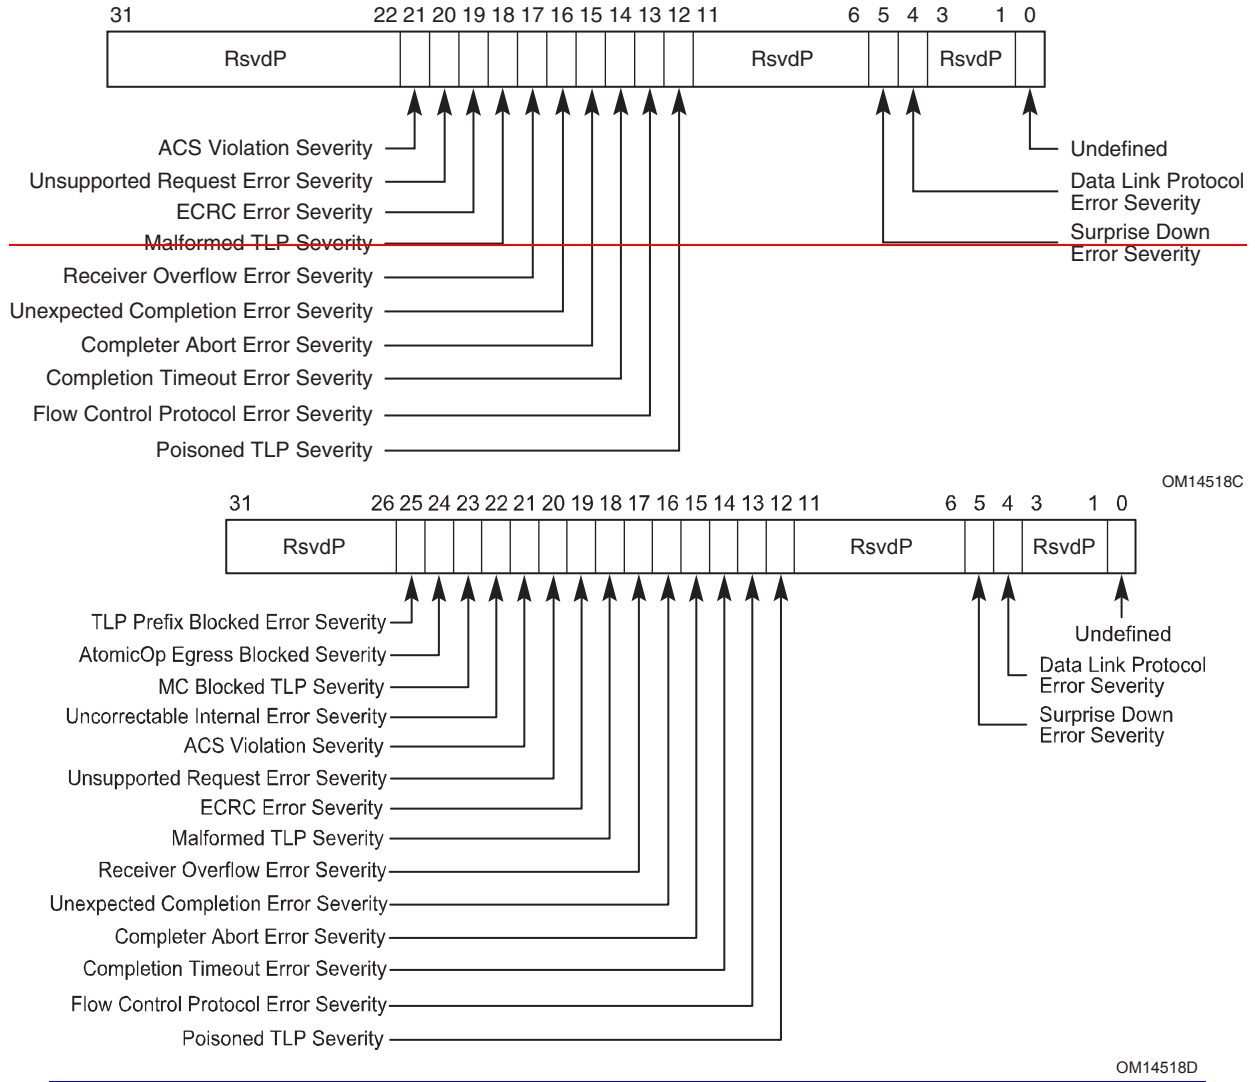 31 22 21 20 19 18 17 16 15 14 13 12 11 6 5 4 3 1 0
RsvdP RsvdP RsvdP
ACS Violation Severity
Unsupported Request Error Severity
ECRC Error Severity
Malformed TLP Severity
Receiver Overflow Error Severity
Unexpected Completion Error Severity
Completer Abort Error Severity
Completion Timeout Error Severity
Flow Control Protocol Error Severity
Poisoned TLP Severity
Undefined
Data Link Protocol
Error Severity
Surprise Down
Error Severity
OM14518C
31 26 25 24 23 22 21 20 19 18 17 16 15 14 13 12 11 6 5 4 3 1 0
RsvdP RsvdP RsvdP
TLP Prefix Blocked Error Severity
AtomicOp Egress Blocked Severity
MC Blocked TLP Severity
Uncorrectable Internal Error Severity
ACS Violation Severity
Unsupported Request Error Severity
ECRC Error Severity
Malformed TLP Severity
Receiver Overflow Error Severity
Unexpected Completion Error Severity
Completer Abort Error Severity
Completion Timeout Error Severity
Flow Control Protocol Error Severity
Poisoned TLP Severity
Undefined
Data Link Protocol
Error Severity
Surprise Down
Error Severity
OM14518D